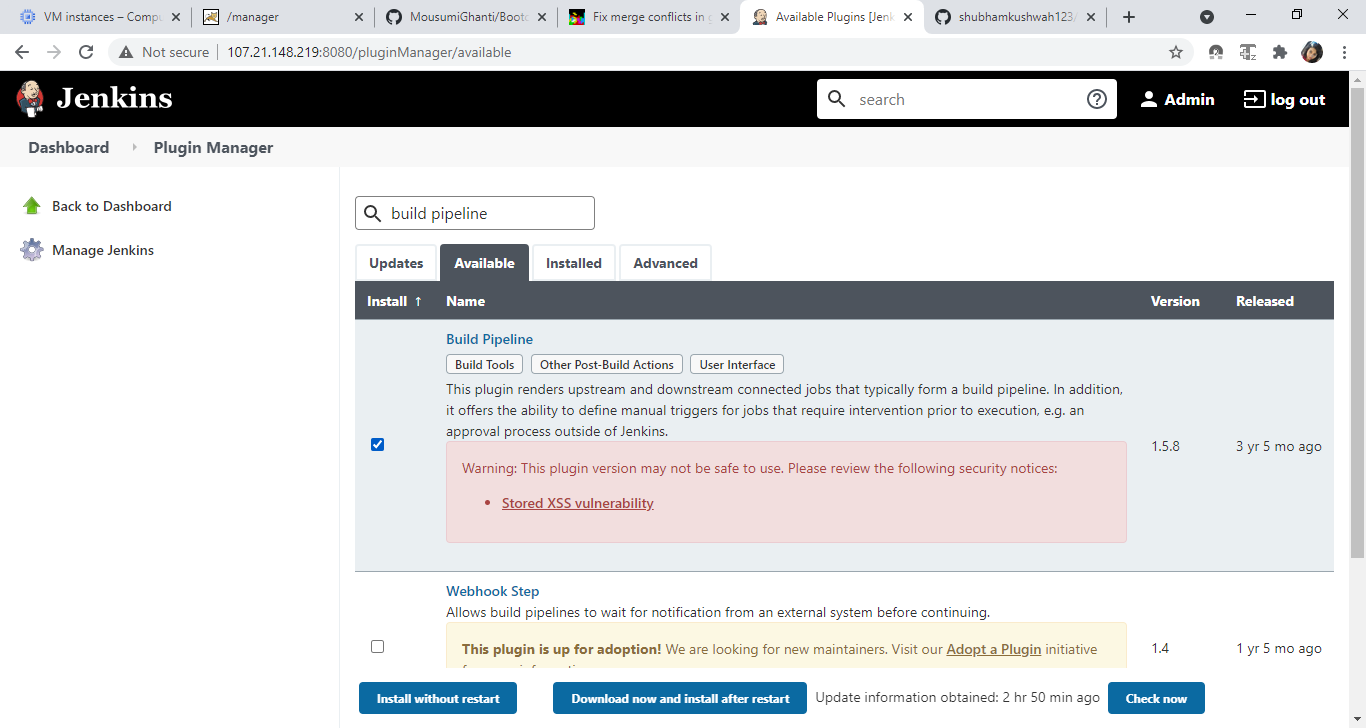 VM instances – Compu
/manager
MousumiGhanti/Bootc
Fix merge conflicts in g
Available Plugins [Jenk
shubhamkushwah123/
Not secure
107.21.148.219:8080/pluginManager/available
Jenkins
search
Admin
log out
Dashboard
Plugin Manager
Back to Dashboard
Manage Jenkins
build pipeline
Updates
Available
Installed
Advanced
Install ↑
Name
Version
Released
Build Pipeline
Build Tools
Other Post-Build Actions
User Interface
This plugin renders upstream and downstream connected jobs that typically form a build pipeline. In addition,
it offers the ability to define manual triggers for jobs that require intervention prior to execution, e.g. an
approval process outside of Jenkins.
Warning: This plugin version may not be safe to use. Please review the following security notices:
• Stored XSS vulnerability
1.5.8
3 yr 5 mo ago
Webhook Step
Allows build pipelines to wait for notification from an external system before continuing.
This plugin is up for adoption! We are looking for new maintainers. Visit our Adopt a Plugin initiative
1.4
1 yr 5 mo ago
Install without restart
Download now and install after restart
Update information obtained: 2 hr 50 min ago
Check now